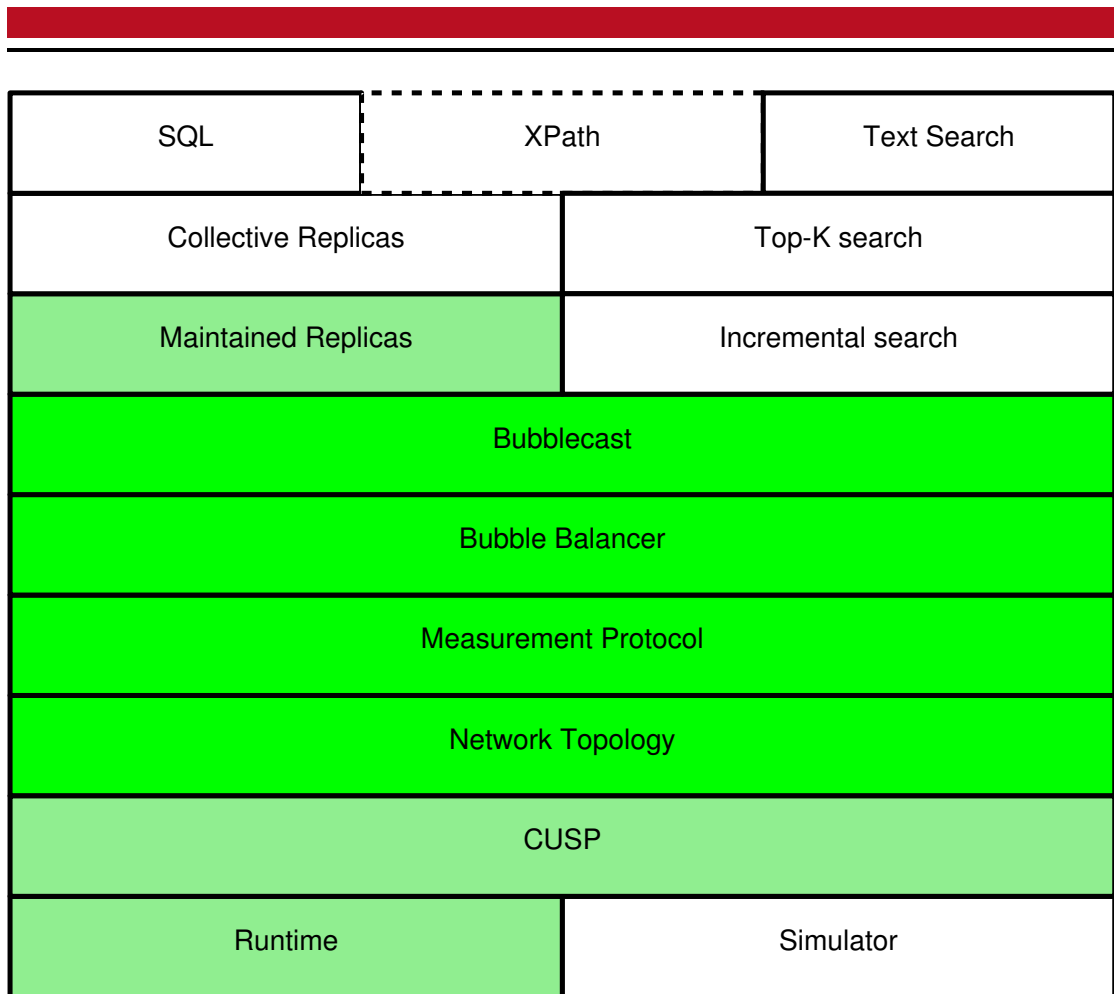 SQL
XPath
Text Search
Collective Replicas
Top-K search
Maintained Replicas
Incremental search
Bubblecast
Bubble Balancer
Measurement Protocol
Network Topology
CUSP
Runtime
Simulator